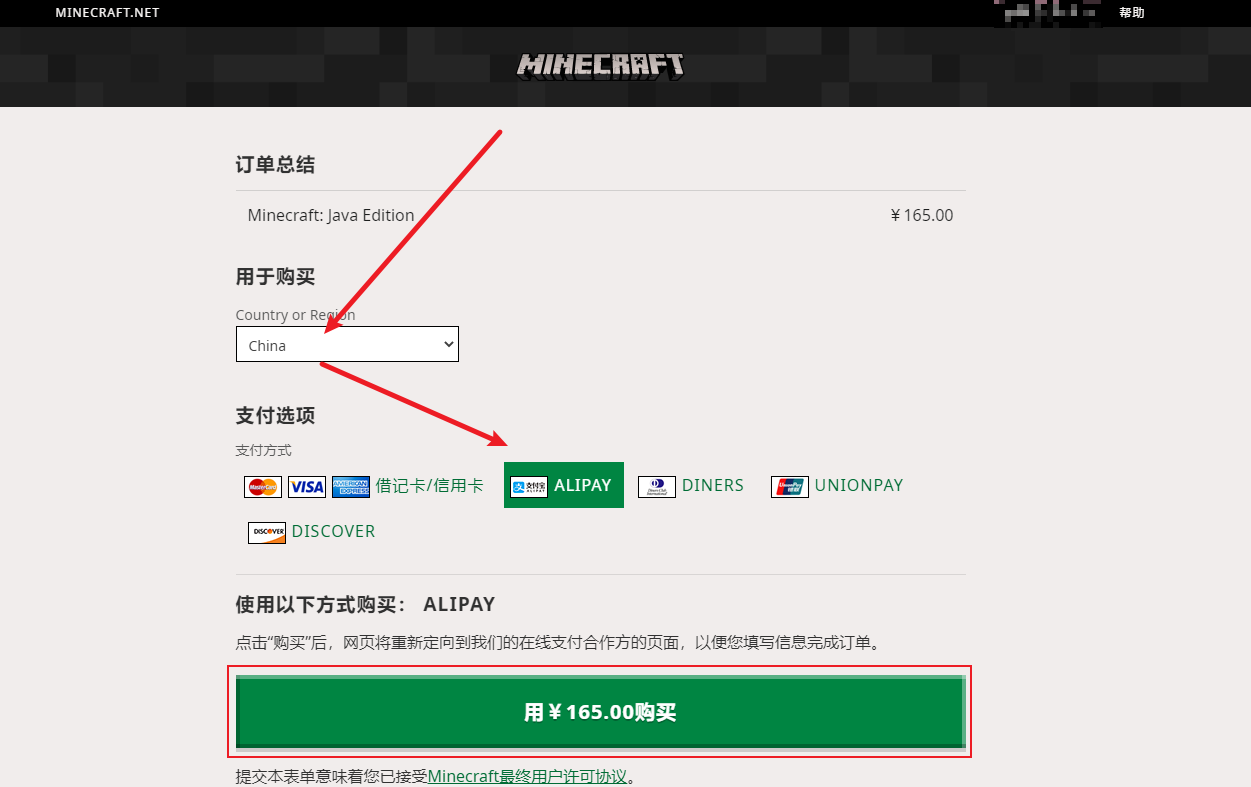 MINECRAFT.NET
帮助
MINECRAFT
订单总结
Minecraft: Java Edition ¥165.00
用于购买
Country or Region
China
支付选项
支付方式
MasterCard VISA AMERICAN EXPRESS 借记卡/信用卡 支付宝 ALIPAY ALIPAY Diners Club International DINERS UnionPay 银联 UNIONPAY
DISCOVER DISCOVER
使用以下方式购买： ALIPAY
点击“购买”后，网页将重新定向到我们的在线支付合作方的页面，以便您填写信息完成订单。
用¥165.00购买
提交本表单意味着您已接受Minecraft最终用户许可协议。